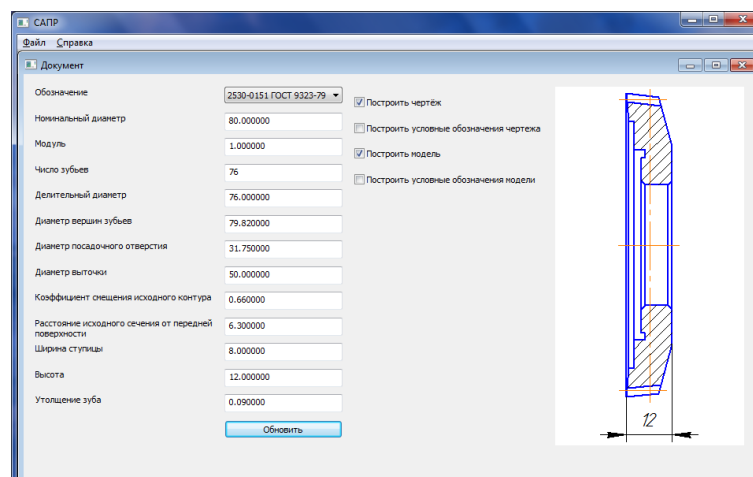 САПР
Файл Справка
Документ
Обозначение 2530-0151 ГОСТ 9323-79
Номинальный диаметр 80.000000
Модуль 1.000000
Число зубьев 76
Делительный диаметр 76.000000
Диаметр вершин зубьев 79.820000
Диаметр посадочного отверстия 31.750000
Диаметр выточки 50.000000
Коэффициент смещения исходного контура 0.660000
Расстояние исходного сечения от передней
поверхности 6.300000
Ширина ступицы 8.000000
Высота 12.000000
Утолщение зуба 0.090000
Обновить
Построить чертёж
Построить условные обозначения чертежа
Построить модель
Построить условные обозначения модели
12